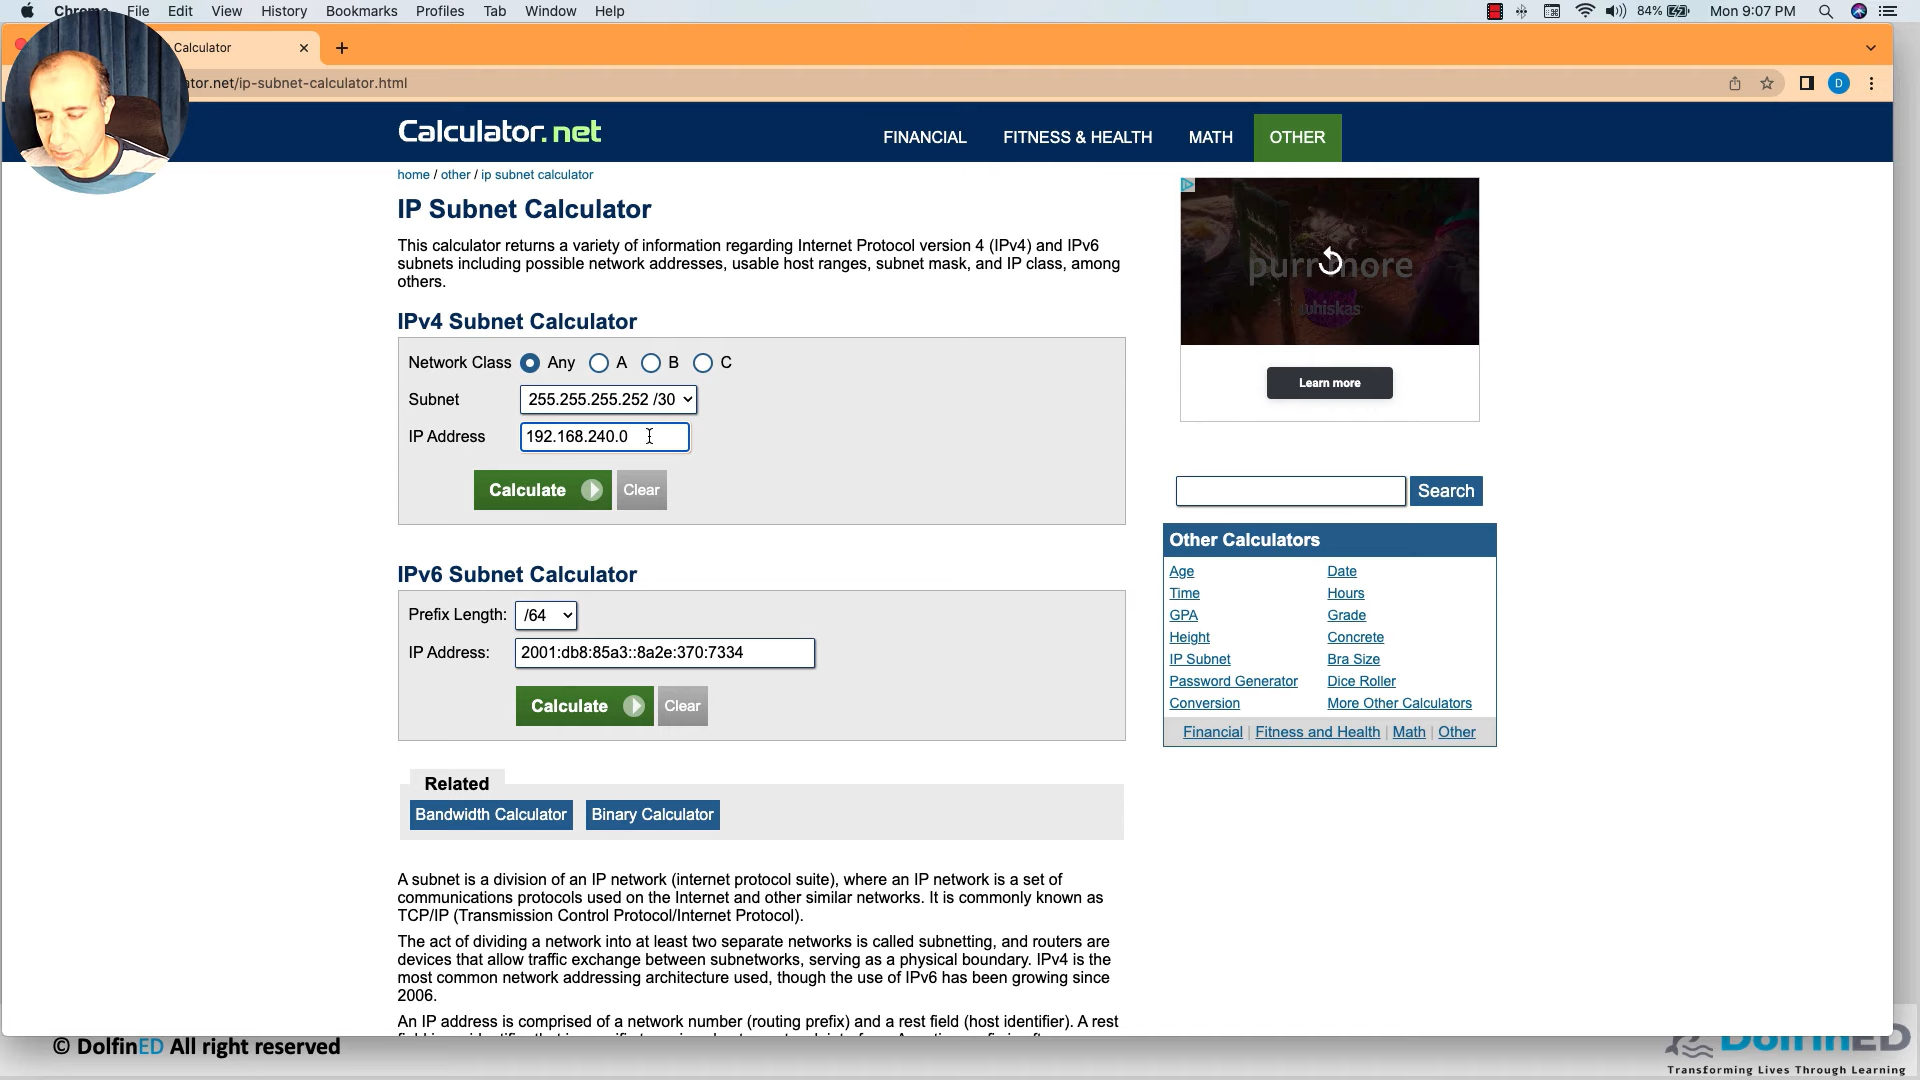 Chrome File Edit View History Bookmarks Profiles Tab Window Help
84% Mon 9:07 PM
Calculator
tor.net/ip-subnet-calculator.html
D
Calculator.net
FINANCIAL FITNESS & HEALTH MATH OTHER
home / other / ip subnet calculator
IP Subnet Calculator
This calculator returns a variety of information regarding Internet Protocol version 4 (IPv4) and IPv6
subnets including possible network addresses, usable host ranges, subnet mask, and IP class, among
others.
IPv4 Subnet Calculator
Network Class Any A B C
Subnet 255.255.255.252 /30
IP Address 192.168.240.0
Calculate Clear
IPv6 Subnet Calculator
Prefix Length: /64
IP Address: 2001:db8:85a3::8a2e:370:7334
Calculate Clear
Related
Bandwidth Calculator Binary Calculator
A subnet is a division of an IP network (internet protocol suite), where an IP network is a set of
communications protocols used on the Internet and other similar networks. It is commonly known as
TCP/IP (Transmission Control Protocol/Internet Protocol).
The act of dividing a network into at least two separate networks is called subnetting, and routers are
devices that allow traffic exchange between subnetworks, serving as a physical boundary. IPv4 is the
most common network addressing architecture used, though the use of IPv6 has been growing since
2006.
An IP address is comprised of a network number (routing prefix) and a rest field (host identifier). A rest
purr more
whiskas
Learn more
Search
Other Calculators
Age Date
Time Hours
GPA Grade
Height Concrete
IP Subnet Bra Size
Password Generator Dice Roller
Conversion More Other Calculators
Financial | Fitness and Health | Math | Other
© DolfinED All right reserved
DolfinED
Transforming Lives Through Learning